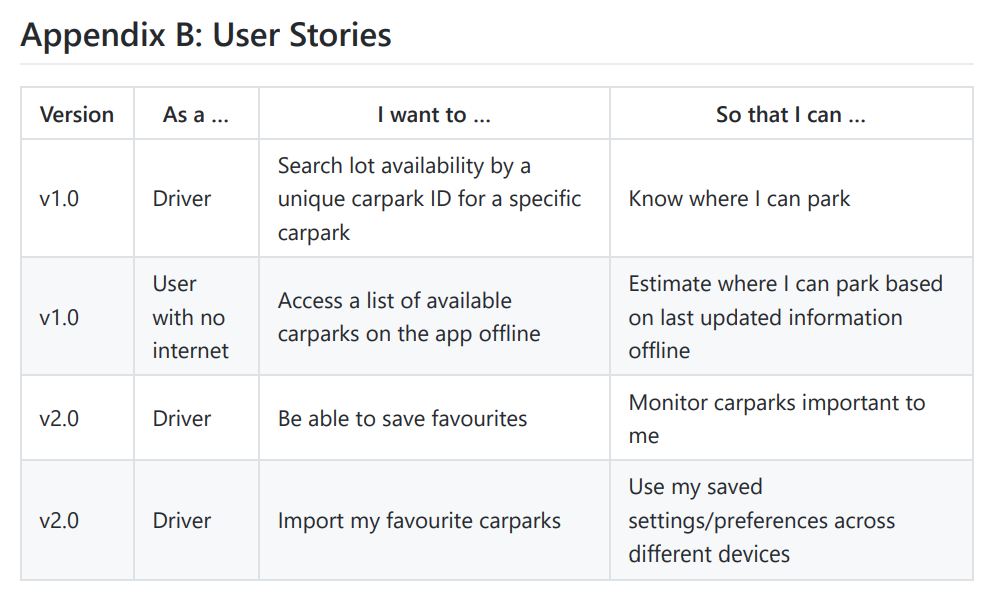 Appendix B: User Stories
Version As a ... I want to ... So that I can ...
v1.0 Driver Search lot availability by a unique carpark ID for a specific carpark Know where I can park
v1.0 User with no internet Access a list of available carparks on the app offline Estimate where I can park based on last updated information offline
v2.0 Driver Be able to save favourites Monitor carparks important to me
v2.0 Driver Import my favourite carparks Use my saved settings/preferences across different devices